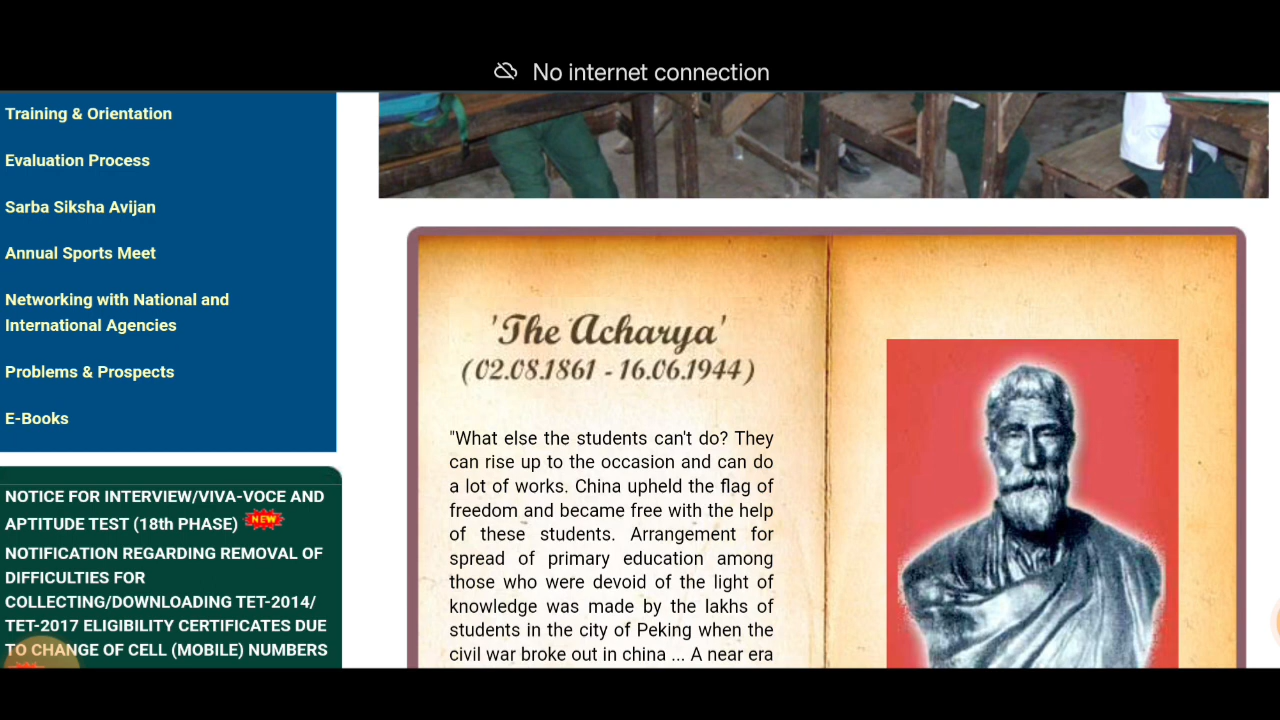 No internet connection
Training & Orientation
Evaluation Process
Sarba Siksha Avijan
Annual Sports Meet
Networking with National and
International Agencies
Problems & Prospects
E-Books
NOTICE FOR INTERVIEW/VIVA-VOCE AND
APTITUDE TEST (18th PHASE) NEW
NOTIFICATION REGARDING REMOVAL OF
DIFFICULTIES FOR
COLLECTING/DOWNLOADING TET-2014/
TET-2017 ELIGIBILITY CERTIFICATES DUE
TO CHANGE OF CELL (MOBILE) NUMBERS
'The Acharya'
(02.08.1861 - 16.06.1944)
"What else the students can't do? They
can rise up to the occasion and can do
a lot of works. China upheld the flag of
freedom and became free with the help
of these students. Arrangement for
spread of primary education among
those who were devoid of the light of
knowledge was made by the lakhs of
students in the city of Peking when the
civil war broke out in china ... A near era